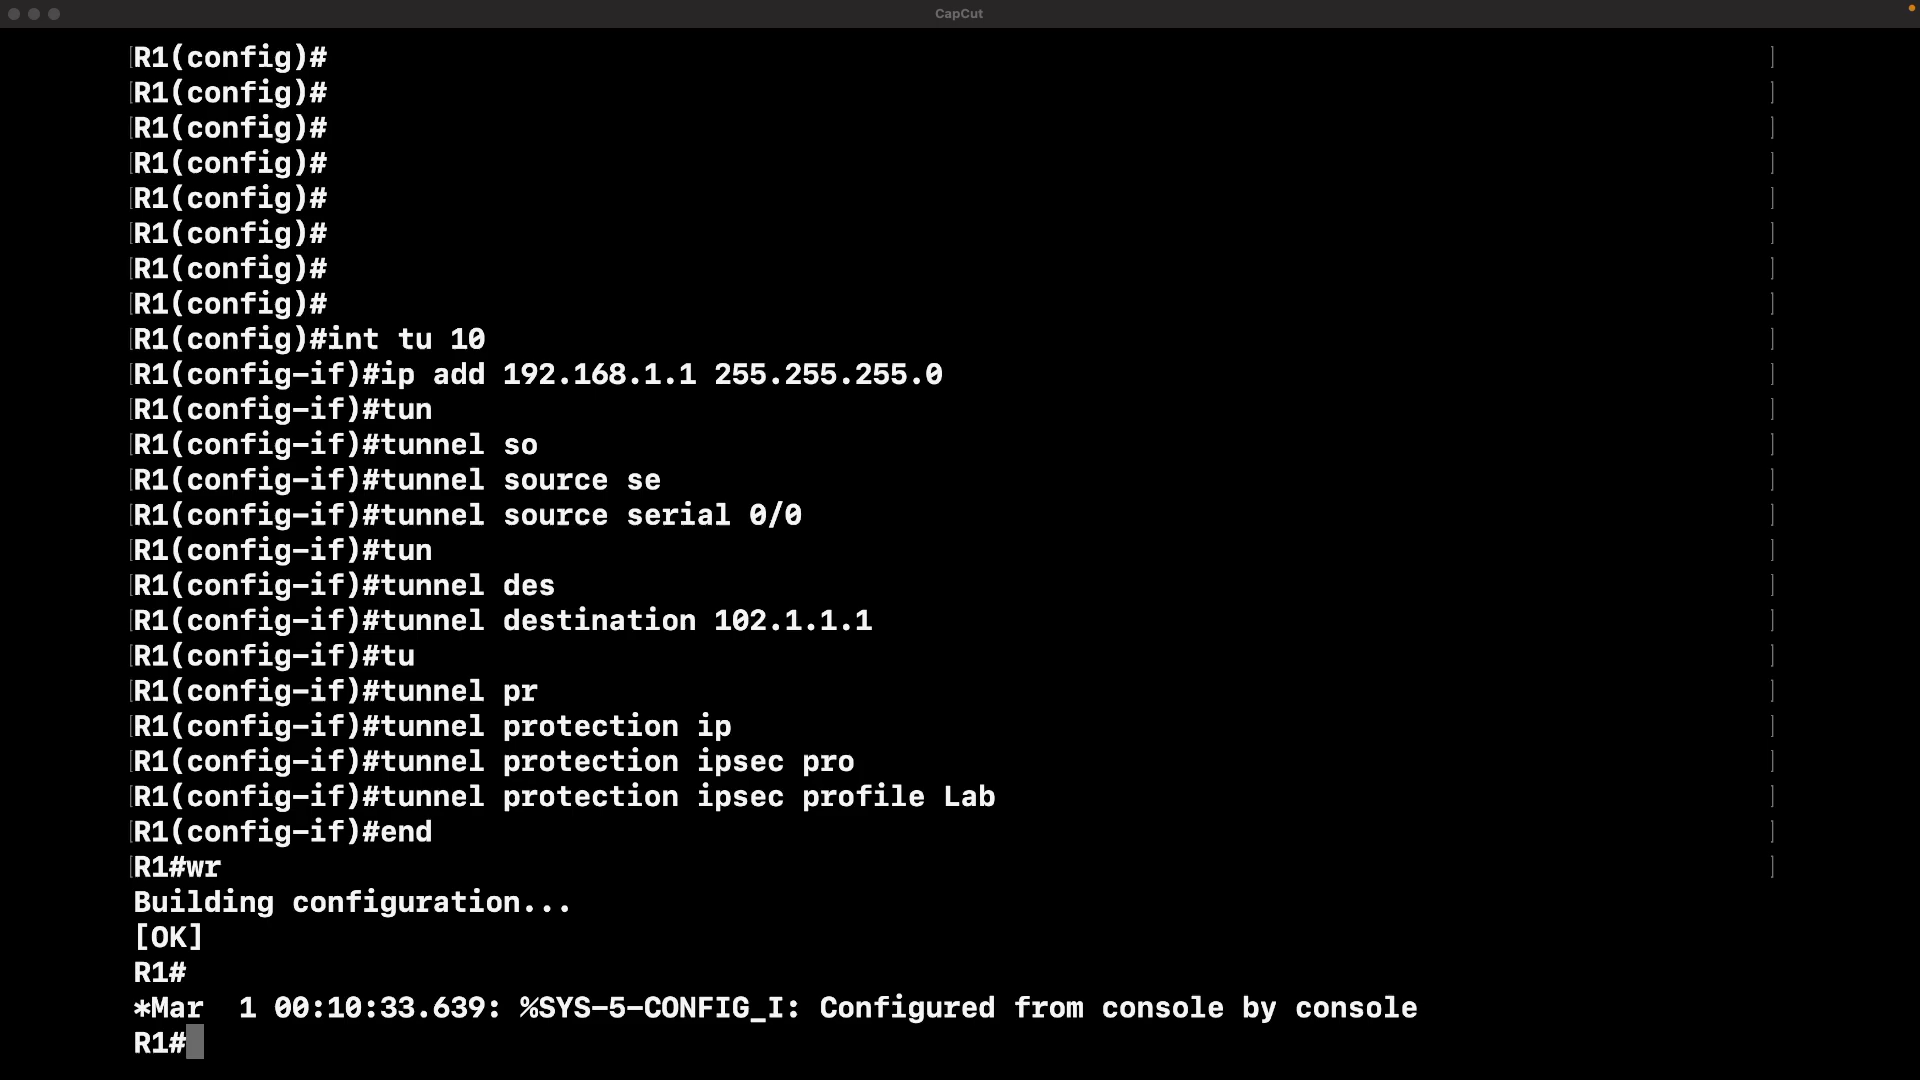 CapCut
R1(config)#
R1(config)#
R1(config)#
R1(config)#
R1(config)#
R1(config)#
R1(config)#
R1(config)#
R1(config)#int tu 10
R1(config-if)#ip add 192.168.1.1 255.255.255.0
R1(config-if)#tun
R1(config-if)#tunnel so
R1(config-if)#tunnel source se
R1(config-if)#tunnel source serial 0/0
R1(config-if)#tun
R1(config-if)#tunnel des
R1(config-if)#tunnel destination 102.1.1.1
R1(config-if)#tu
R1(config-if)#tunnel pr
R1(config-if)#tunnel protection ip
R1(config-if)#tunnel protection ipsec pro
R1(config-if)#tunnel protection ipsec profile Lab
R1(config-if)#end
R1#wr
Building configuration...
[OK]
R1#
*Mar  1 00:10:33.639: %SYS-5-CONFIG_I: Configured from console by console
R1#